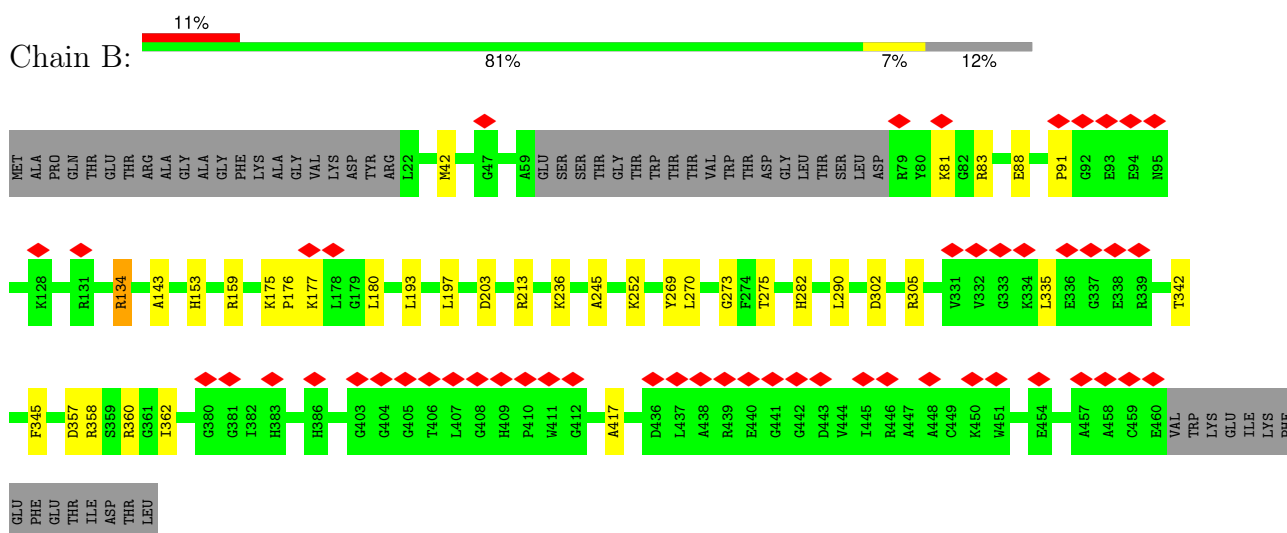 11%
Chain B:
81% 7% 12%
MET ALA PRO GLN THR GLU THR ARG ALA GLY ALA GLY PHE LYS ALA GLY VAL LYS ASP TYR ARG L22 M42 G47 A59 GLU SER SER THR GLY THR TRP THR THR THR VAL TRP THR ASP GLY LEU THR SER LEU ASP R79 Y80 K81 G82 R83 E88 P91 G92 E93 E94 N95
K128 R131 R134 A143 H153 R159 K175 P176 K177 L178 G179 L180 L193 L197 D203 R213 K236 A245 K252 Y269 L270 G273 F274 T275 H282 L290 D302 R305 V331 V332 G333 K334 L335 E336 G337 E338 R339 T342
F345 D357 R358 S359 R360 G361 I362 G380 G381 I382 H383 H386 G403 G404 G405 T406 L407 G408 H409 P410 W411 G412 A417 D436 L437 A438 R439 E440 G441 G442 D443 V444 I445 R446 A447 A448 C449 K450 W451 E454 A457 A458 C459 E460 VAL TRP LYS GLU ILE LYS PHE
GLU PHE GLU THR ILE ASP THR LEU